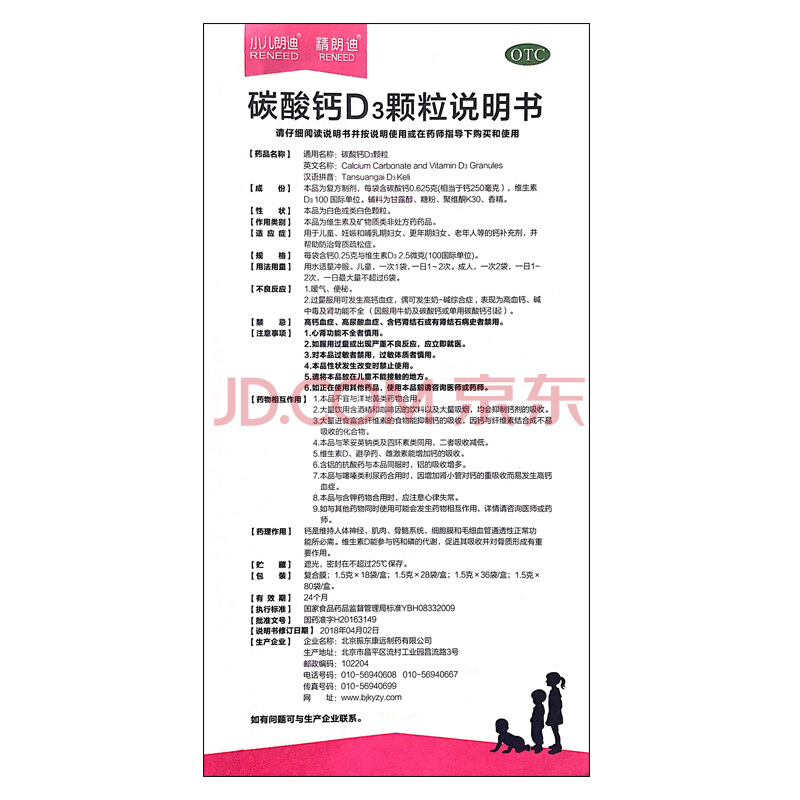 小儿朗迪®
RENEED
精朗迪®
RENEED
OTC
碳酸钙D3颗粒说明书
请仔细阅读说明书并按说明使用或在药师指导下购买和使用
【药品名称】 通用名称：碳酸钙D3颗粒
英文名称：Calcium Carbonate and Vitamin D3 Granules
汉语拼音：Tansuangai D3 Keli
【成 份】 本品为复方制剂，每袋含碳酸钙0.625克(相当于钙250毫克），维生素
D3 100 国际单位。辅料为甘露醇、糖粉、聚维酮K30、香精。
【性 状】 本品为白色或类白色颗粒。
【作用类别】 本品为维生素及矿物质类非处方药药品。
【适 应 症】 用于儿童、妊娠和哺乳期妇女、更年期妇女、老年人等的钙补充剂，并
帮助防治骨质疏松症。
【规 格】 每袋含钙0.25克与维生素D3 2.5微克(100国际单位)。
【用法用量】 用水适量冲服。儿童，一次1袋，一日1~2次。成人，一次2袋，一日1~
2次，一日最大量不超过6袋。
【不良反应】 1.嗳气、便秘。
2.过量服用可发生高钙血症，偶可发生奶-碱综合症，表现为高血钙、碱
中毒及肾功能不全（因服用牛奶及碳酸钙或单用碳酸钙引起）。
【禁 忌】 高钙血症、高尿酸血症、含钙肾结石或有肾结石病史者禁用。
【注意事项】 1.心肾功能不全者慎用。
2.如服用过量或出现严重不良反应，应立即就医。
3.对本品过敏者禁用，过敏体质者慎用。
4.本品性状发生改变时禁止使用。
5.请将本品放在儿童不能接触的地方。
6.如正在使用其他药品，使用本品前请咨询医师或药师。
【药物相互作用】 1.本品不宜与洋地黄类药物合用。
2.大量饮用含酒精和咖啡因的饮料以及大量吸烟，均会抑制钙剂的吸收。
3.大量进食富含纤维素的食物能抑制钙的吸收，因钙与纤维素结合成不易
吸收的化合物。
4.本品与苯妥英钠类及四环素类同用，二者吸收减低。
5.维生素D、避孕药、雌激素能增加钙的吸收。
6.含铝的抗酸药与本品同服时，铝的吸收增多。
7.本品与噻嗪类利尿药合用时，因增加肾小管对钙的重吸收而易发生高钙
血症。
8.本品与含钾药物合用时，应注意心律失常。
9.如与其他药物同时使用可能会发生药物相互作用，详情请咨询医师或药
师。
【药理作用】 钙是维持人体神经、肌肉、骨骼系统、细胞膜和毛细血管通透性正常功
能所必需。维生素D能参与钙和磷的代谢，促进其吸收并对骨质形成有重
要作用。
【贮 藏】 遮光，密封在不超过25℃保存。
【包 装】 复合膜；1.5克×18袋/盒；1.5克×28袋/盒；1.5克×36袋/盒；1.5克×
80袋/盒。
【有 效 期】 24个月
【执行标准】 国家食品药品监督管理局标准YBH08332009
【批准文号】 国药准字H20163149
【说明书修订日期】 2018年04月02日
【生产企业】 企业名称：北京振东康远制药有限公司
生产地址：北京市昌平区流村工业园昌流路3号
邮政编码：102204
电话号码：010-56940608 010-56940667
传真号码：010-56940699
网 址：www.bjkyzy.com
如有问题可与生产企业联系。
JD.COM 京东